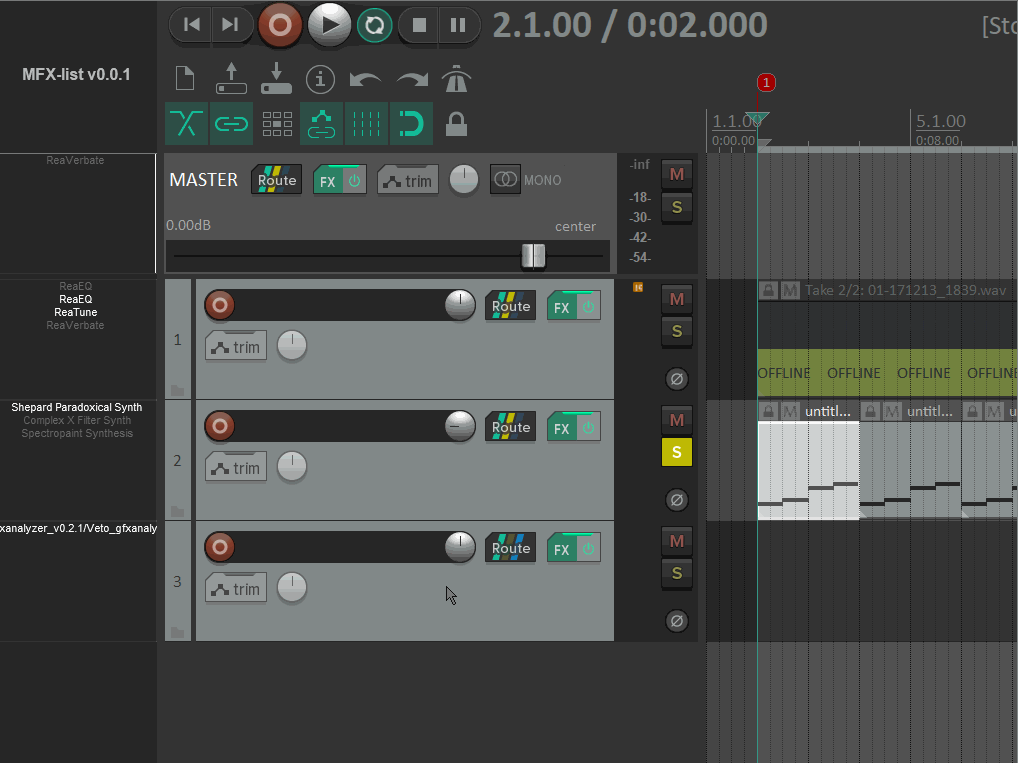 2.1.00 / 0:02.000
[Sto
MFX-list v0.0.1
1
1.1.00
5.1.00
0:00.00
0:08.00
ReaVerbate
MASTER
Route
FX
trim
MONO
0.00dB
center
-inf
-18-
-30-
-42-
-54-
M
S
ReaEQ
ReaEQ
ReaTune
ReaVerbate
1
Route
FX
trim
M
S
Ø
M
Take 2/2: 01-171213_1839.wav
OFFLINE
OFFLINE
OFFLINE
OFFLIN
Shepard Paradoxical Synth
Complex X Filter Synth
Spectropaint Synthesis
2
Route
FX
trim
M
S
Ø
M
untitl...
M
untitl...
M
u
xanalyzer_v0.2.1/Veto_gfxanaly
3
Route
FX
trim
M
S
Ø